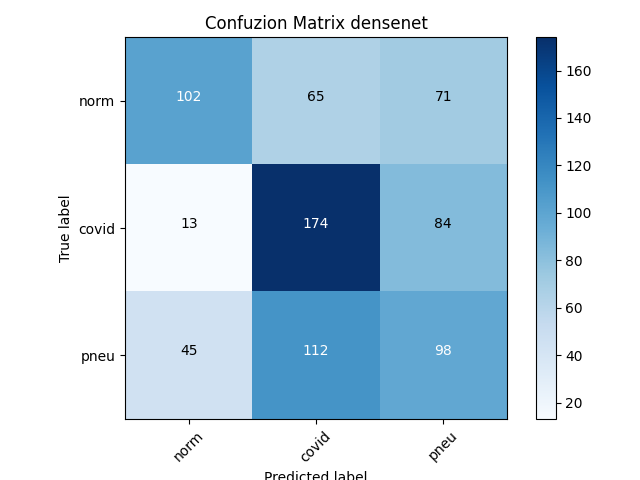 Confuzion Matrix densenet
norm 102 65 71
covid 13 174 84
pneu 45 112 98
norm covid pneu
True label
Predicted label
160
140
120
100
80
60
40
20